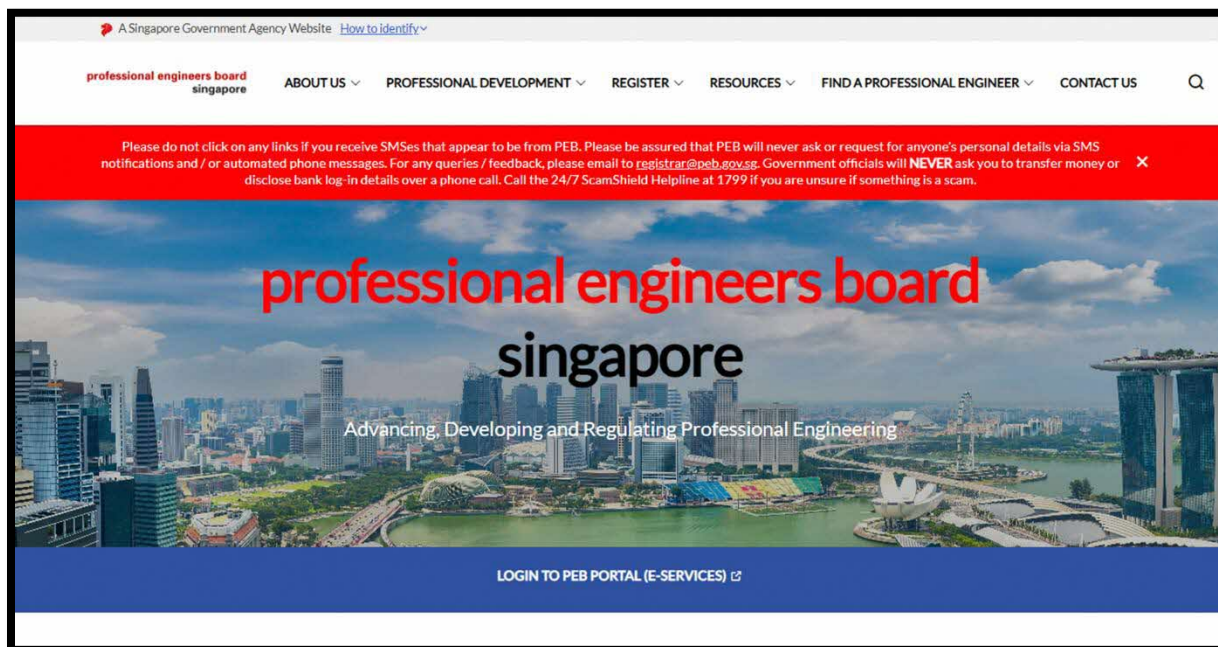 A Singapore Government Agency Website How to identify
professional engineers board
singapore
ABOUT US PROFESSIONAL DEVELOPMENT REGISTER RESOURCES FIND A PROFESSIONAL ENGINEER CONTACT US
Please do not click on any links if you receive SMSes that appear to be from PEB. Please be assured that PEB will never ask or request for anyone's personal details via SMS
notifications and / or automated phone messages. For any queries / feedback, please email to registrar@peb.gov.sg. Government officials will NEVER ask you to transfer money or
disclose bank log-in details over a phone call. Call the 24/7 ScamShield Helpline at 1799 if you are unsure if something is a scam.
professional engineers board
singapore
Advancing, Developing and Regulating Professional Engineering
LOGIN TO PEB PORTAL (E-SERVICES)